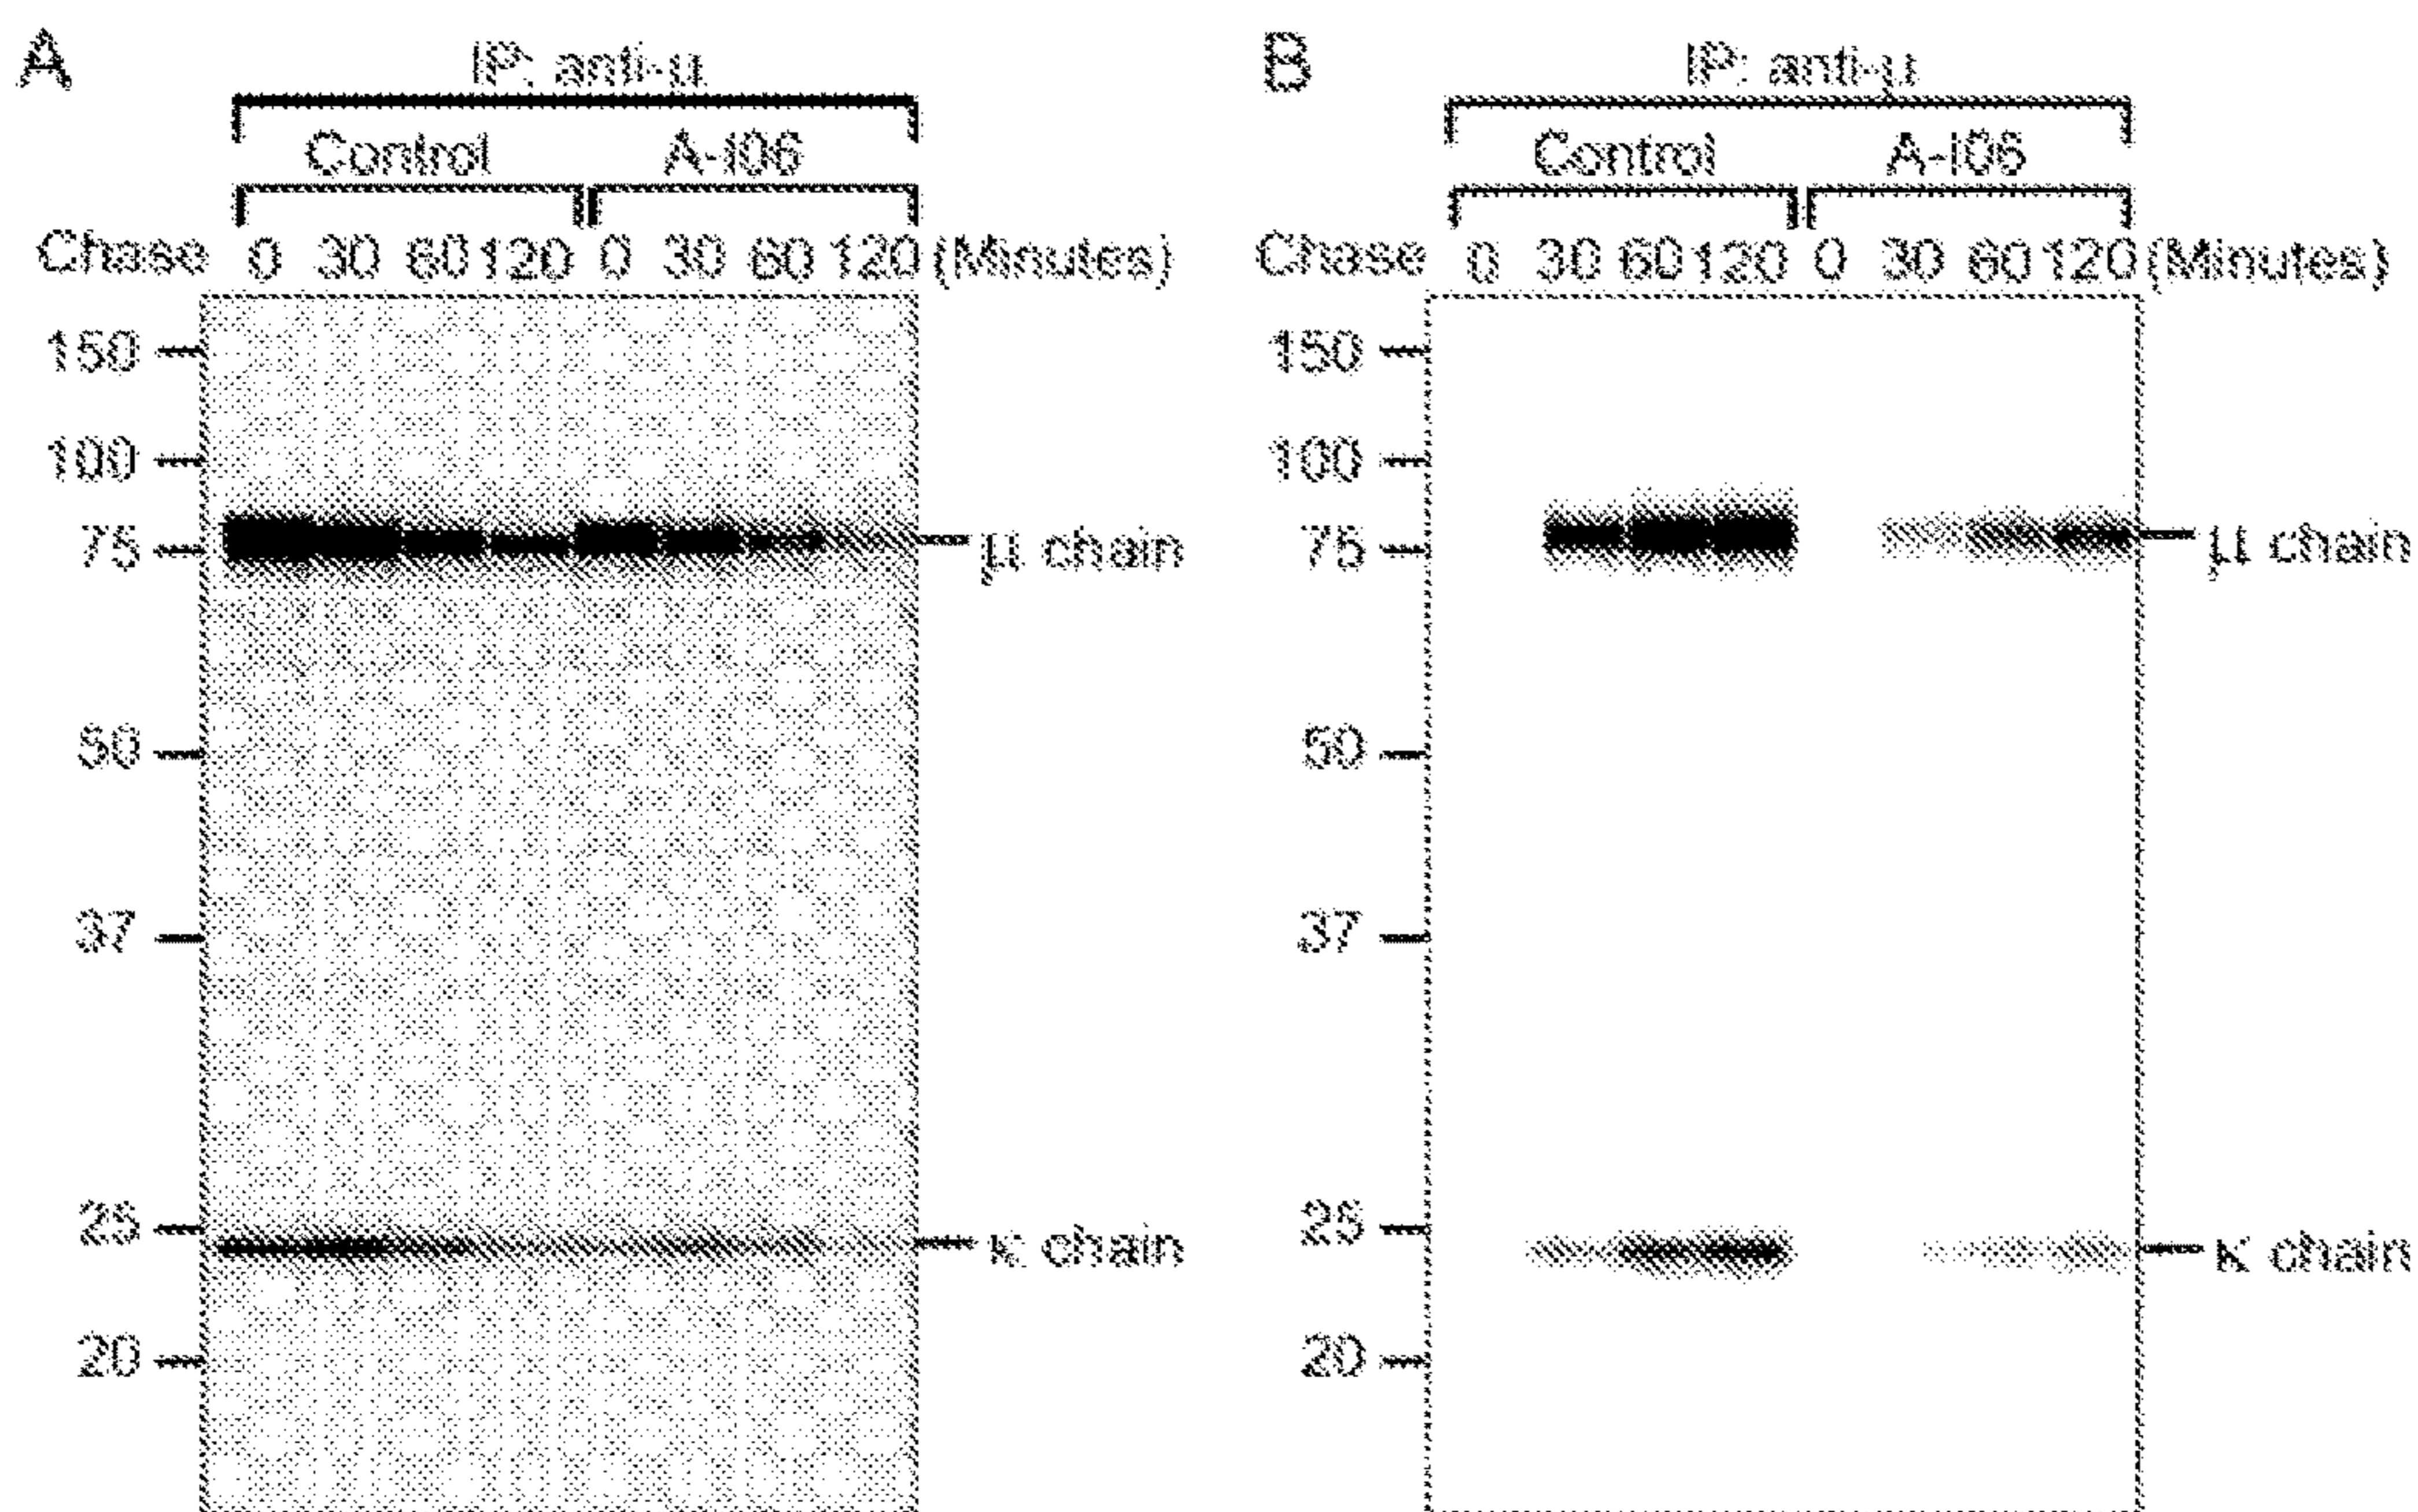 A
IP: anti-μ
Control A-I06
Chase 0 30 60 120 0 30 60 120 (Minutes)
150
100
75
μ chain
50
37
25
κ chain
20
B
IP: anti-μ
Control A-I06
Chase 0 30 60 120 0 30 60 120 (Minutes)
150
100
75
μ chain
50
37
25
κ chain
20